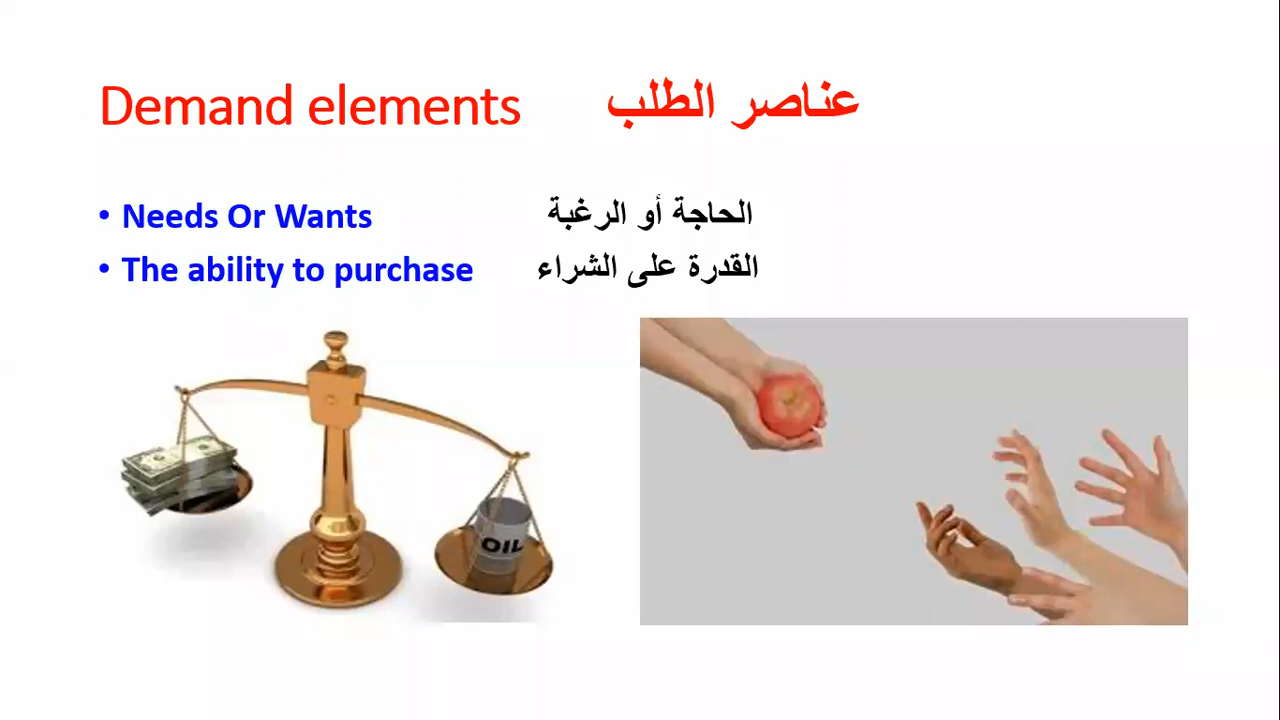 Demand elements عناصر الطلب
• Needs Or Wants الحاجة أو الرغبة
• The ability to purchase القدرة على الشراء
OIL